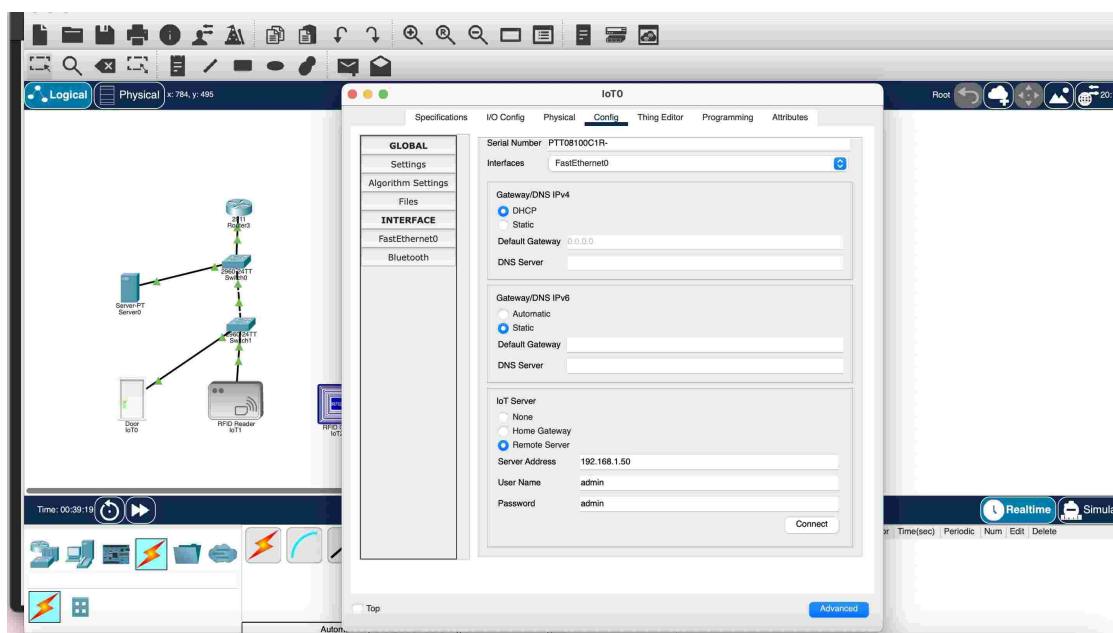 Logical
Physical
x: 784, y: 495
IoT0
Root
Specifications
I/O Config
Physical
Config
Thing Editor
Programming
Attributes
GLOBAL
Settings
Algorithm Settings
Files
INTERFACE
FastEthernet0
Bluetooth
Serial Number PTT08100C1R-
Interfaces FastEthernet0
Gateway/DNS IPv4
DHCP
Static
Default Gateway 0.0.0.0
DNS Server
Gateway/DNS IPv6
Automatic
Static
Default Gateway
DNS Server
IoT Server
None
Home Gateway
Remote Server
Server Address 192.168.1.50
User Name admin
Password admin
Connect
Top
Advanced
2911
Router3
2960-24TT
Switch0
Server-PT
Server0
2960-24TT
Switch1
Door
IoT0
RFID Reader
IoT1
Time: 00:39:19
Realtime
Time(sec) Periodic Num Edit Delete